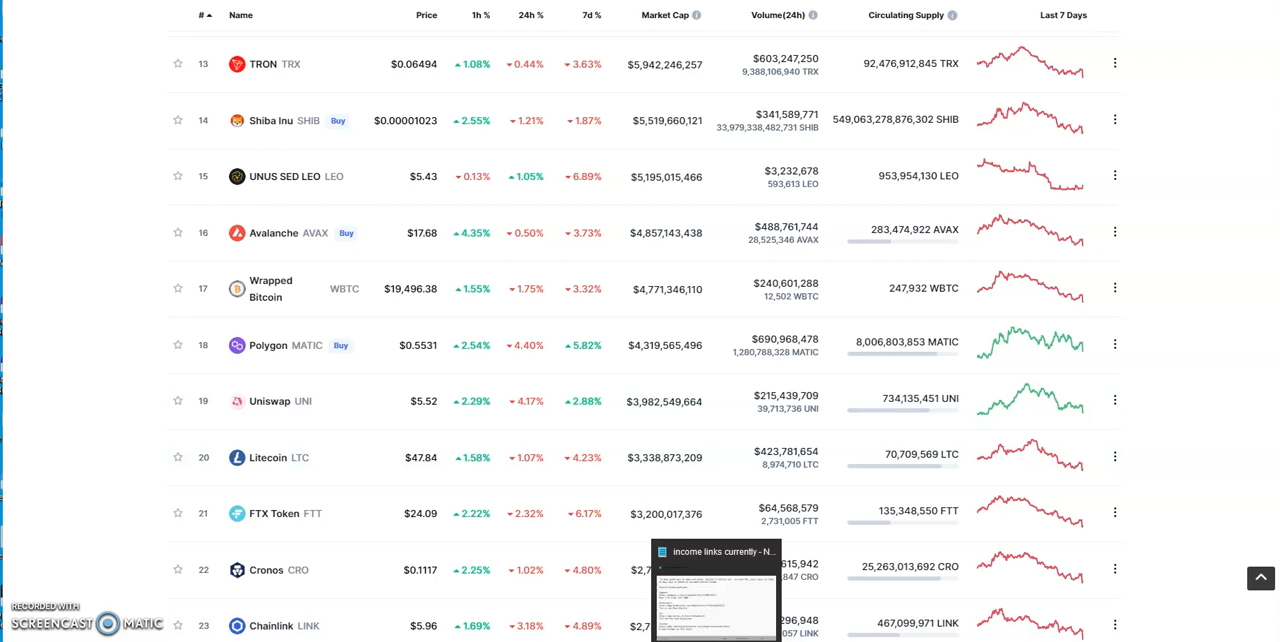 # Name Price 1h % 24h % 7d % Market Cap Volume(24h) Circulating Supply Last 7 Days
13 TRON TRX $0.06494 1.08% 0.44% 3.63% $5,942,246,257 $603,247,250 92,476,912,845 TRX
9,388,106,940 TRX
14 Shiba Inu SHIB Buy $0.00001023 2.55% 1.21% 1.87% $5,519,660,121 $341,589,771 549,063,278,876,302 SHIB
33,979,338,482,731 SHIB
15 UNUS SED LEO LEO $5.43 0.13% 1.05% 6.89% $5,195,015,466 $3,232,678 953,954,130 LEO
593,613 LEO
16 Avalanche AVAX Buy $17.68 4.35% 0.50% 3.73% $4,857,143,438 $488,761,744 283,474,922 AVAX
28,525,346 AVAX
17 Wrapped Bitcoin WBTC $19,496.38 1.55% 1.75% 3.32% $4,771,346,110 $240,601,288 247,932 WBTC
12,502 WBTC
18 Polygon MATIC Buy $0.5531 2.54% 4.40% 5.82% $4,319,565,496 $690,968,478 8,006,803,853 MATIC
1,280,788,328 MATIC
19 Uniswap UNI $5.52 2.29% 4.17% 2.88% $3,982,549,664 $215,439,709 734,135,451 UNI
39,713,736 UNI
20 Litecoin LTC $47.84 1.58% 1.07% 4.23% $3,338,873,209 $423,781,654 70,709,569 LTC
8,974,710 LTC
21 FTX Token FTT $24.09 2.22% 2.32% 6.17% $3,200,017,376 $64,568,579 135,348,550 FTT
2,731,005 FTT
income links currently - N...
22 Cronos CRO $0.1117 2.25% 1.02% 4.80% $2,7 615,942 25,263,013,692 CRO
847 CRO
RECORDED WITH
SCREENCAST MATIC
23 Chainlink LINK $5.96 1.69% 3.18% 4.89% $2,7 296,948 467,099,971 LINK
057 LINK